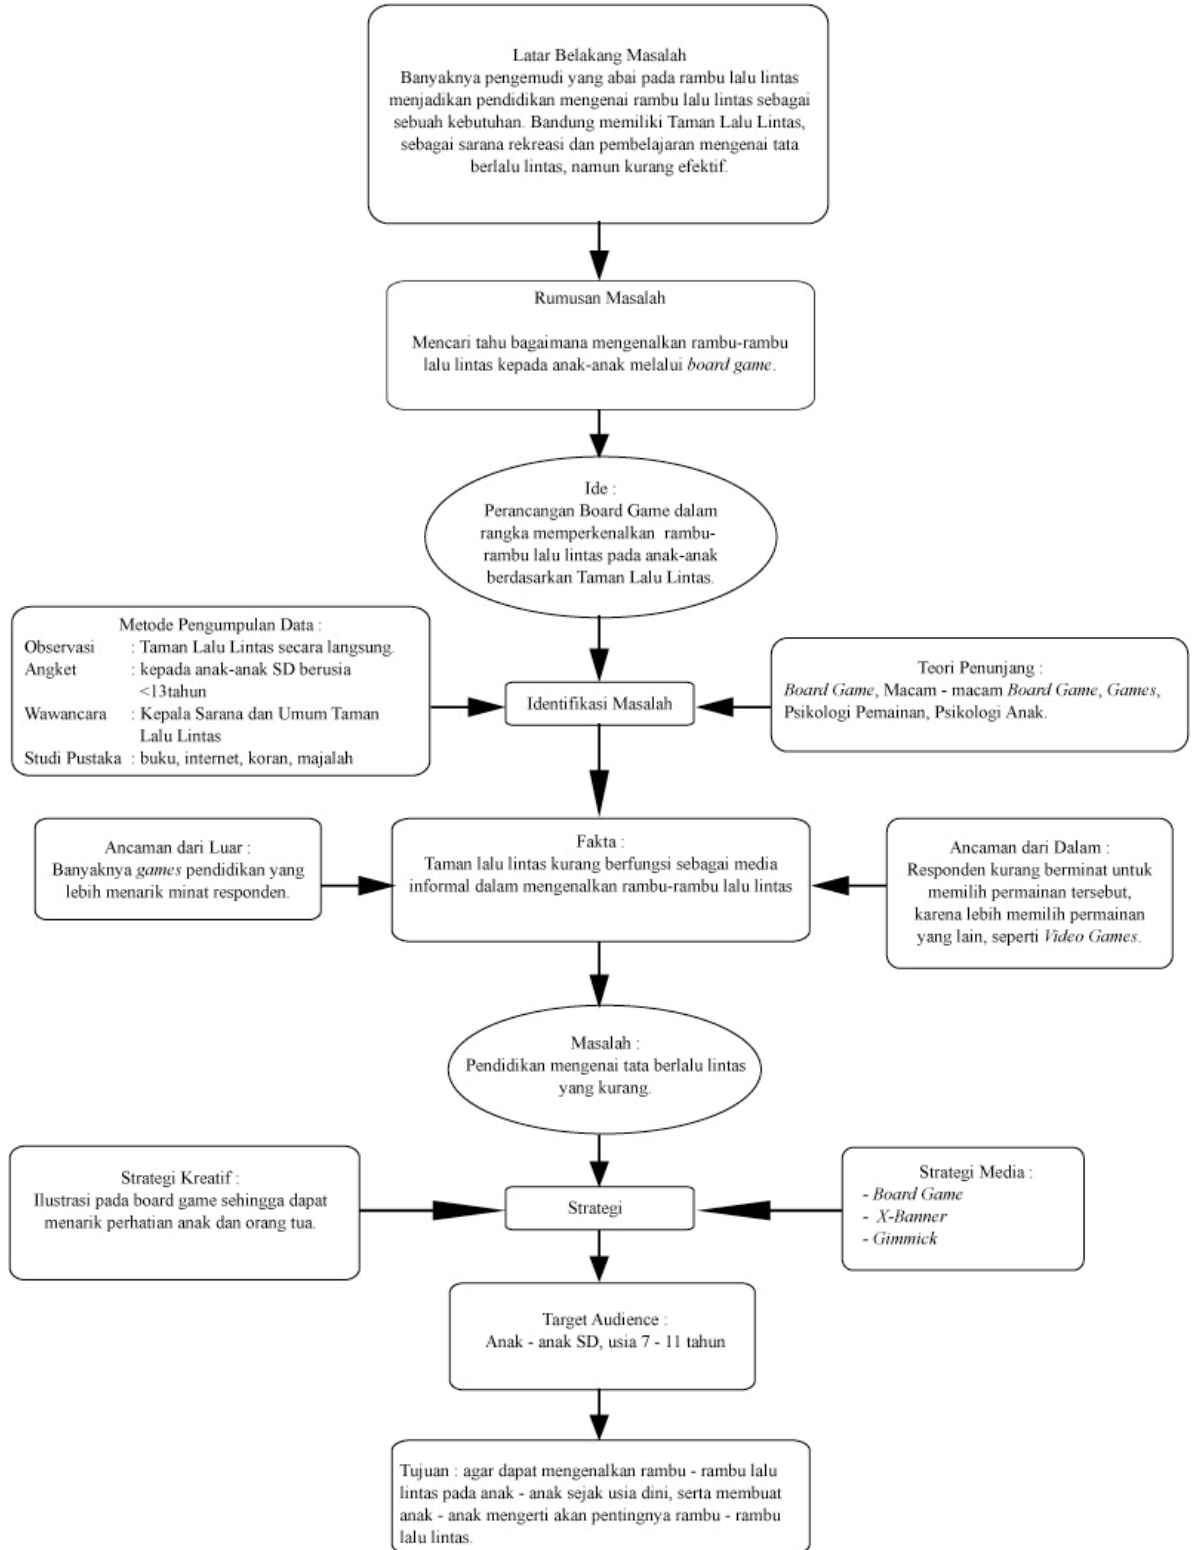 Latar Belakang Masalah
Banyaknya pengemudi yang abai pada rambu lalu lintas
menjadikan pendidikan mengenai rambu lalu lintas sebagai
sebuah kebutuhan. Bandung memiliki Taman Lalu Lintas,
sebagai sarana rekreasi dan pembelajaran mengenai tata
berlalu lintas, namun kurang efektif.
Rumusan Masalah
Mencari tahu bagaimana mengenalkan rambu-rambu
lalu lintas kepada anak-anak melalui board game.
Ide :
Perancangan Board Game dalam
rangka memperkenalkan rambu-
rambu lalu lintas pada anak-anak
berdasarkan Taman Lalu Lintas.
Metode Pengumpulan Data :
Observasi : Taman Lalu Lintas secara langsung.
Angket : kepada anak-anak SD berusia
<13tahun
Wawancara : Kepala Sarana dan Umum Taman
Lalu Lintas
Studi Pustaka : buku, internet, koran, majalah
Identifikasi Masalah
Teori Penunjang :
Board Game, Macam - macam Board Game, Games,
Psikologi Pemainan, Psikologi Anak.
Ancaman dari Luar :
Banyaknya games pendidikan yang
lebih menarik minat responden.
Fakta :
Taman lalu lintas kurang berfungsi sebagai media
informal dalam mengenalkan rambu-rambu lalu lintas
Ancaman dari Dalam :
Responden kurang berminat untuk
memilih permainan tersebut,
karena lebih memilih permainan
yang lain, seperti Video Games.
Masalah :
Pendidikan mengenai tata berlalu lintas
yang kurang.
Strategi Kreatif :
Ilustrasi pada board game sehingga dapat
menarik perhatian anak dan orang tua.
Strategi
Strategi Media :
- Board Game
- X-Banner
- Gimmick
Target Audience :
Anak - anak SD, usia 7 - 11 tahun
Tujuan : agar dapat mengenalkan rambu - rambu lalu
lintas pada anak - anak sejak usia dini, serta membuat
anak - anak mengerti akan pentingnya rambu - rambu
lalu lintas.